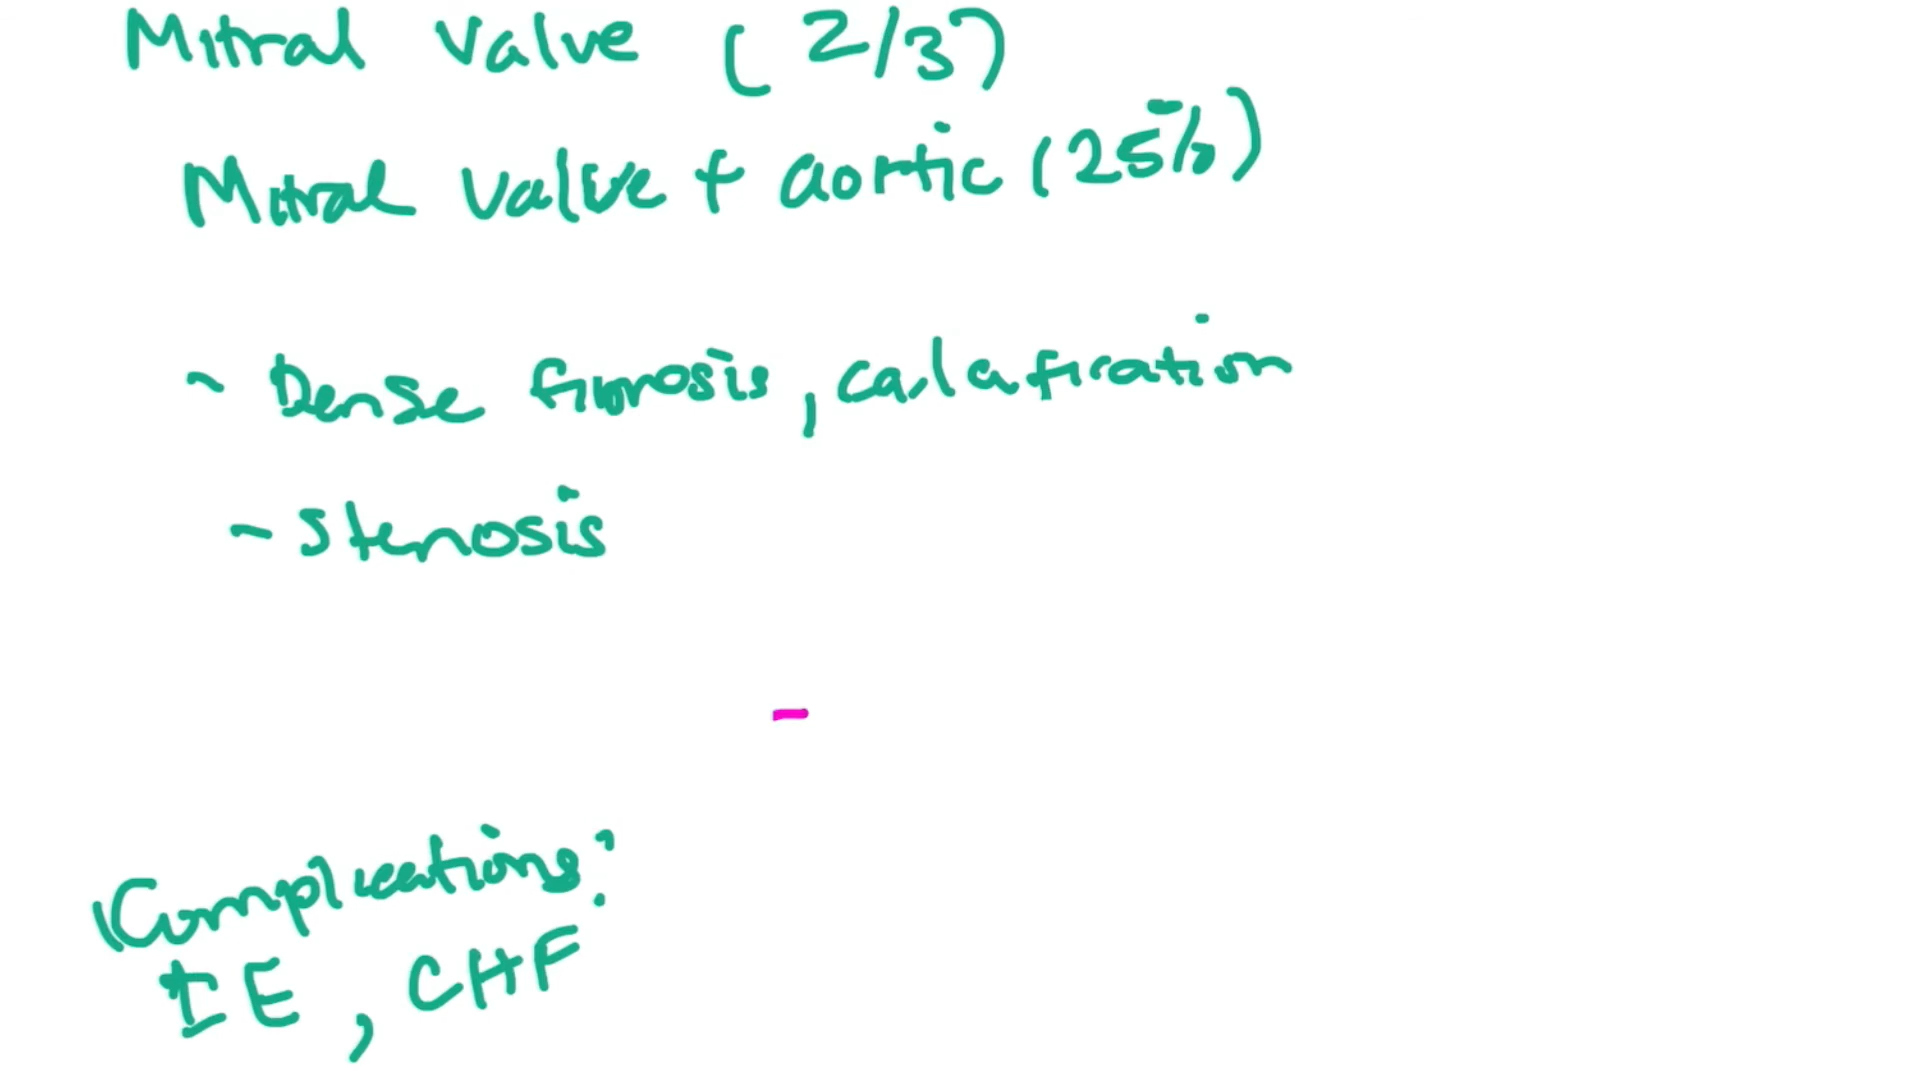 Mitral Valve (2/3)
Mitral valve + aortic (25%)
- Dense fibrosis, calcification
- Stenosis
-
Complications:
IE, CHF